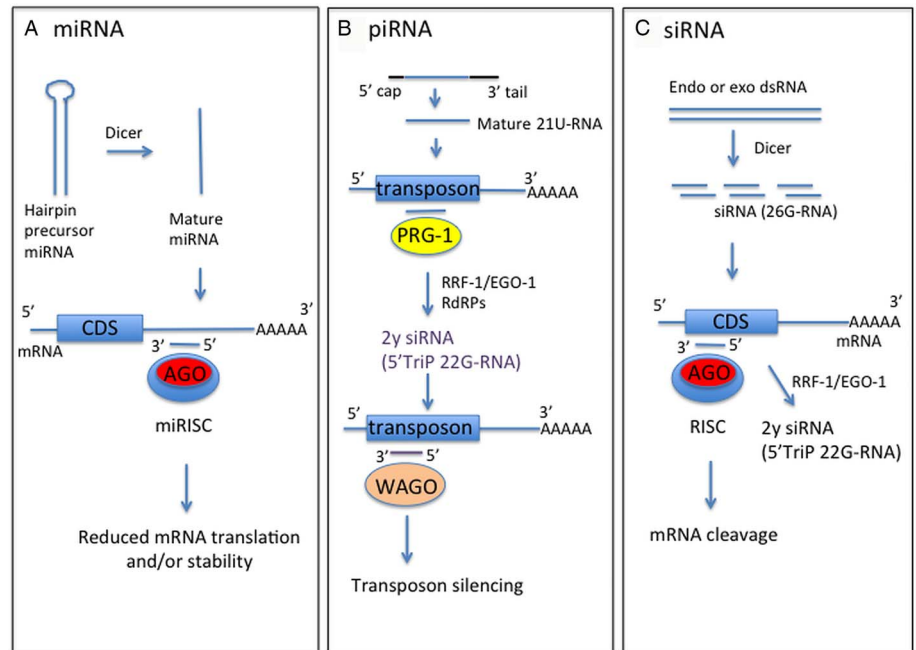 A miRNA
Dicer
Hairpin
precursor
miRNA
Mature
miRNA
5’
3’
CDS
AAAAA
mRNA
3’ 5’
AGO
miRISC
Reduced mRNA translation
and/or stability
B piRNA
5’ cap
3’ tail
Mature 21U-RNA
5’
3’
transposon
AAAAA
PRG-1
RRF-1/EGO-1
RdRPs
2y siRNA
(5’TriP 22G-RNA)
5’
3’
transposon
AAAAA
3’ 5’
WAGO
Transposon silencing
C siRNA
Endo or exo dsRNA
Dicer
siRNA (26G-RNA)
5’
3’
CDS
AAAAA
mRNA
3’ 5’
AGO
RRF-1/EGO-1
RISC
2y siRNA
(5’TriP 22G-RNA)
mRNA cleavage